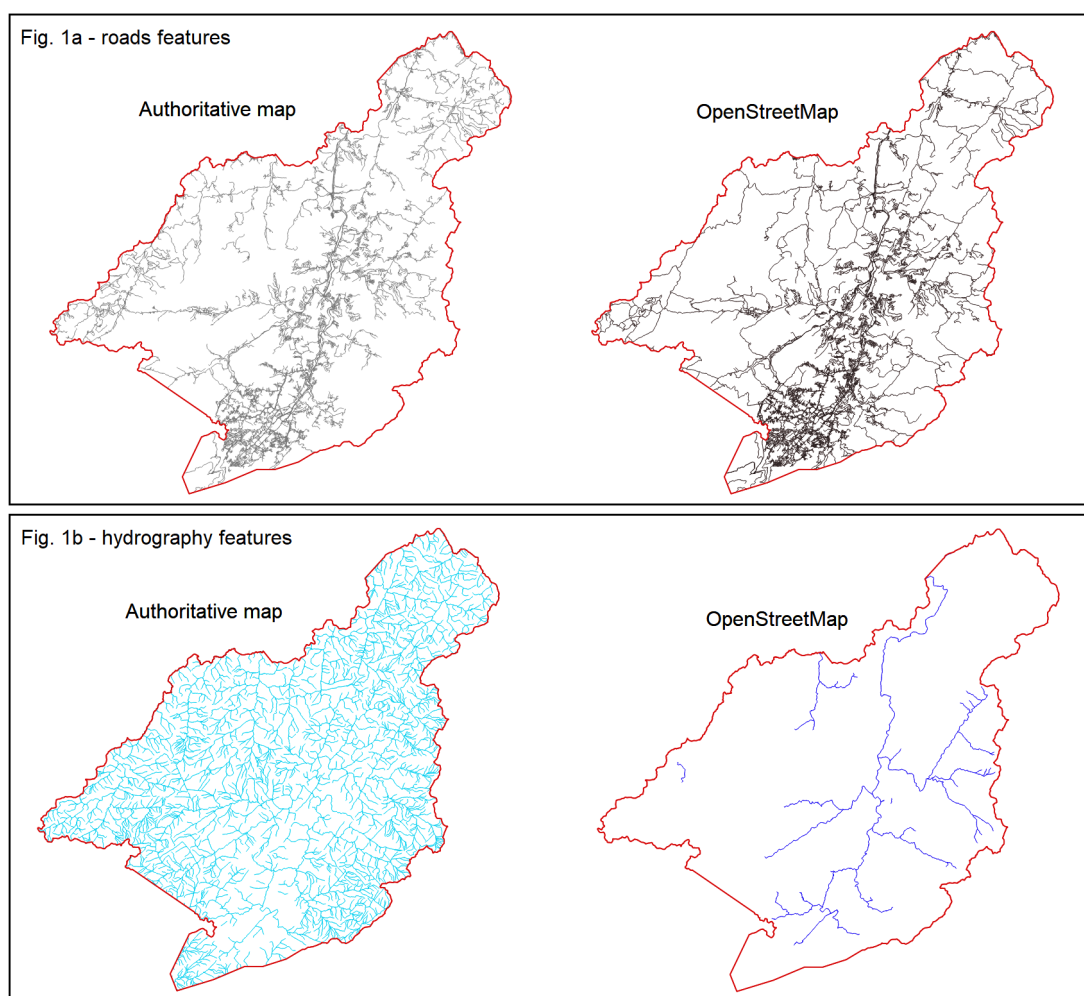 Fig. 1a - roads features
Authoritative map
OpenStreetMap
Fig. 1b - hydrography features
Authoritative map
OpenStreetMap